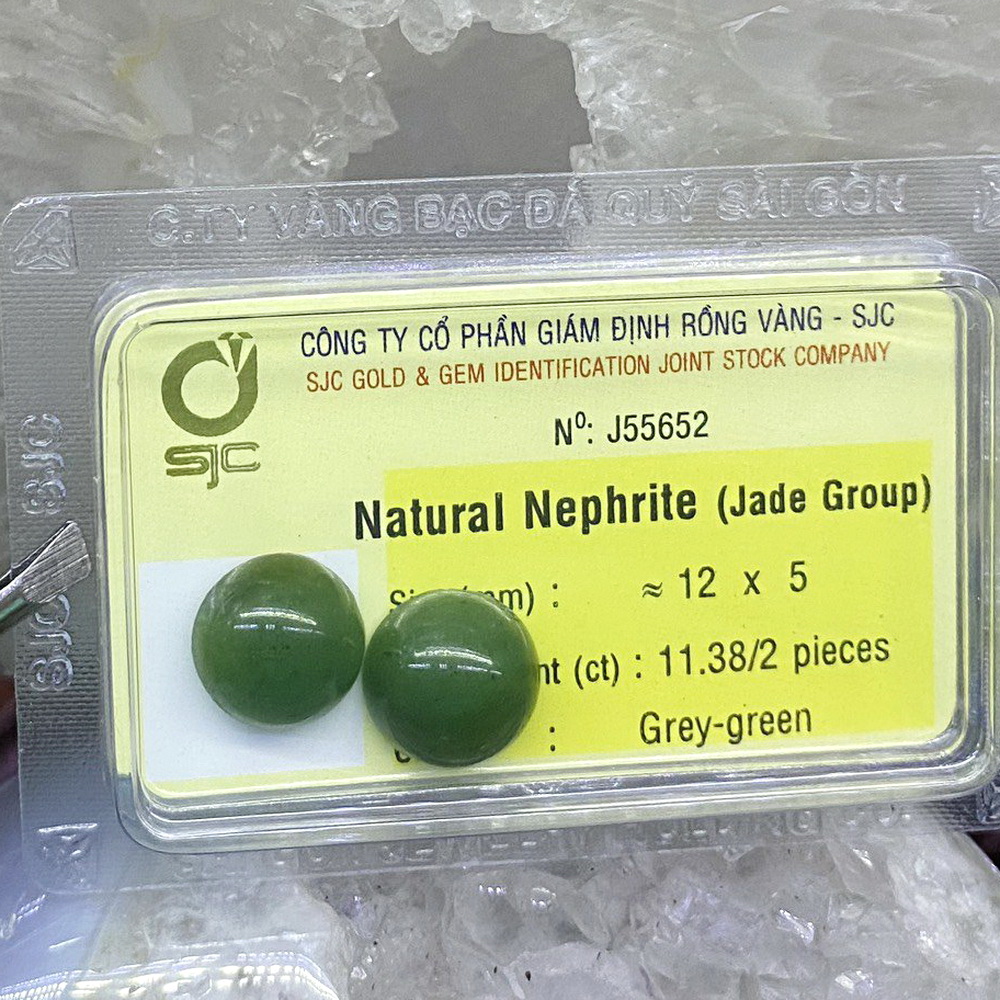 C.TY VÀNG BẠC ĐÁ QUÝ SÀI GÒN
SJC
CÔNG TY CỔ PHẦN GIÁM ĐỊNH RỒNG VÀNG - SJC
SJC GOLD & GEM IDENTIFICATION JOINT STOCK COMPANY
Nº: J55652
Natural Nephrite (Jade Group)
: ≈ 12 x 5
(ct) : 11.38/2 pieces
: Grey-green
SJC
SJC